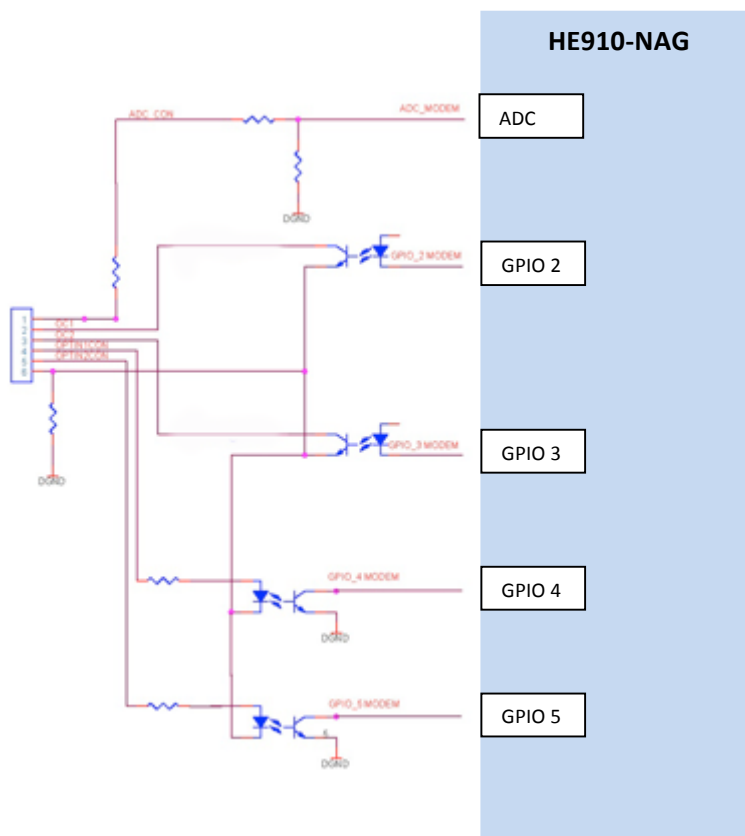 HE910-NAG
ADC_CON
ADC_MODEM
ADC
DGND
GPIO_2 MODEM
GPIO 2
1
OC1
2
OC2
3
OPTIN1CON
4
OPTIN2CON
5
6
GPIO_3 MODEM
GPIO 3
DGND
GPIO_4 MODEM
GPIO 4
DGND
GPIO_5 MODEM
GPIO 5
DGND